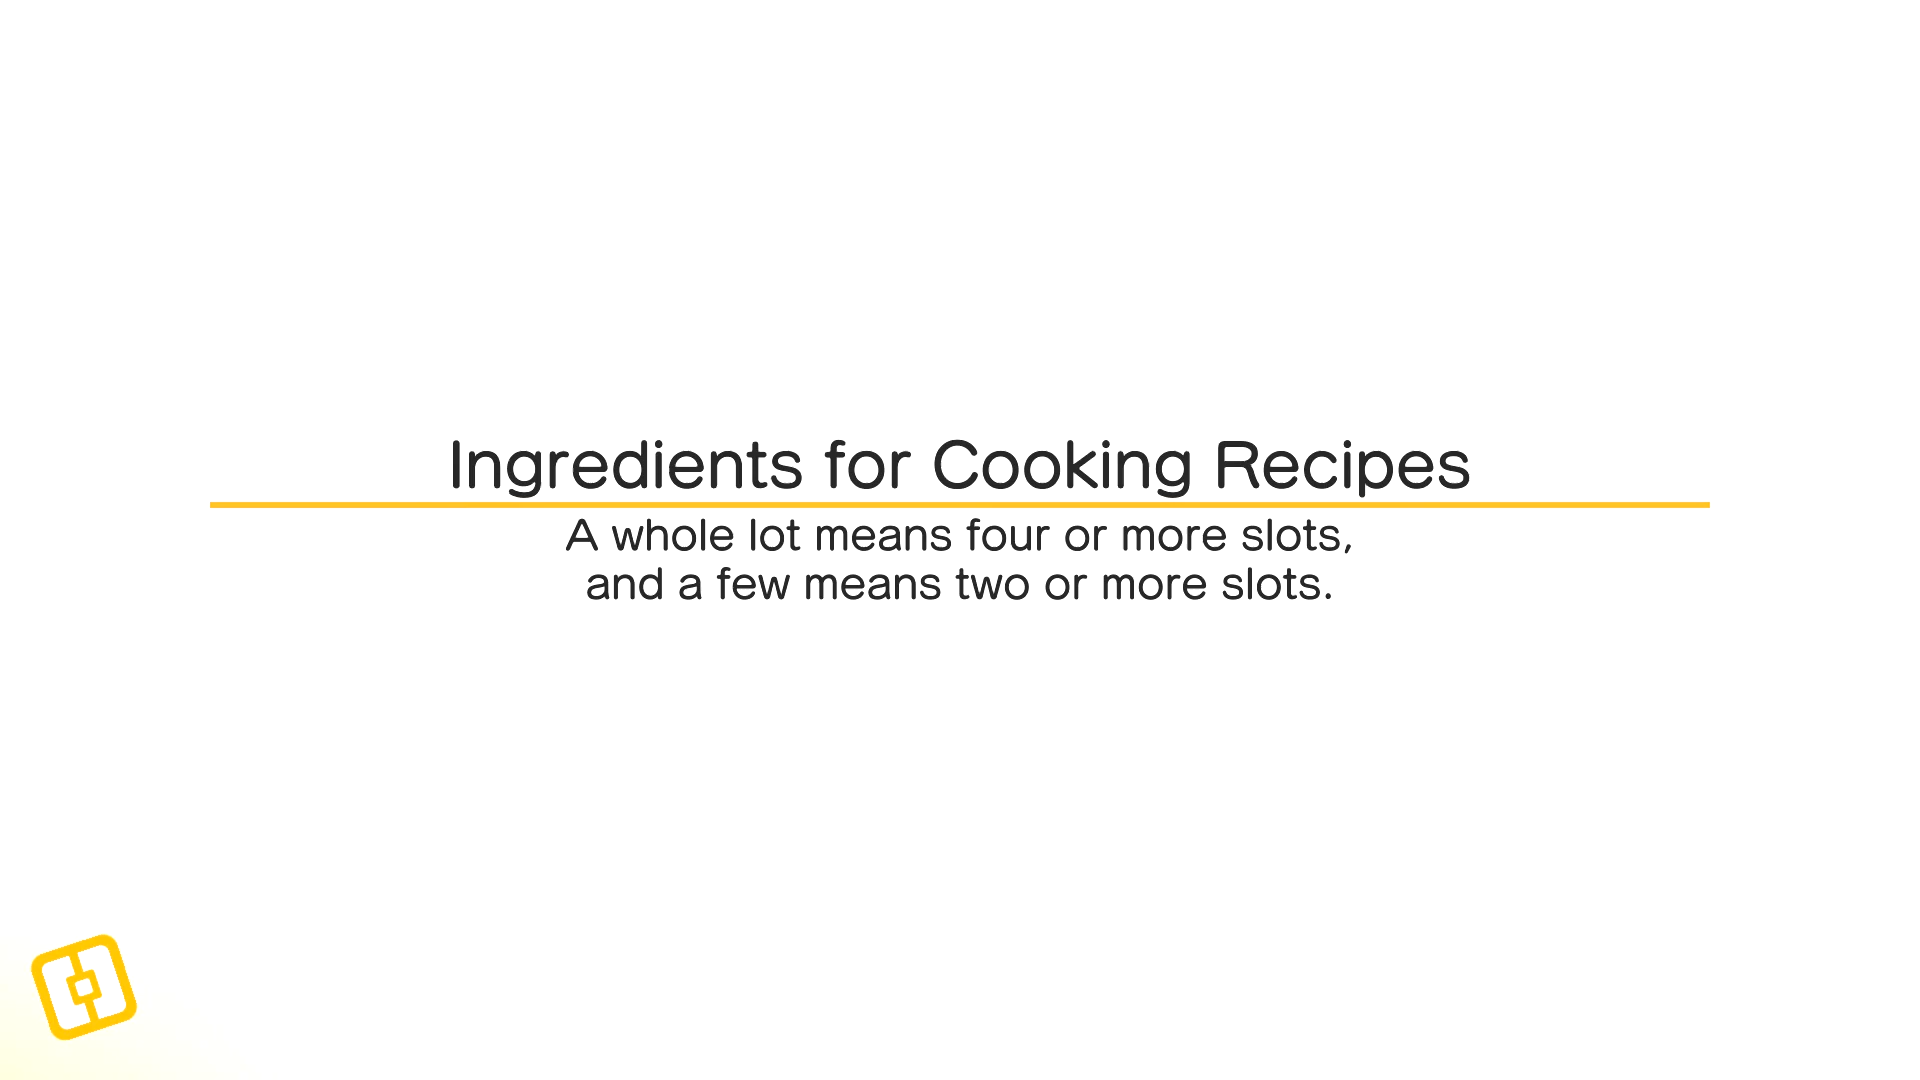 Ingredients for Cooking Recipes
A whole lot means four or more slots,
and a few means two or more slots.